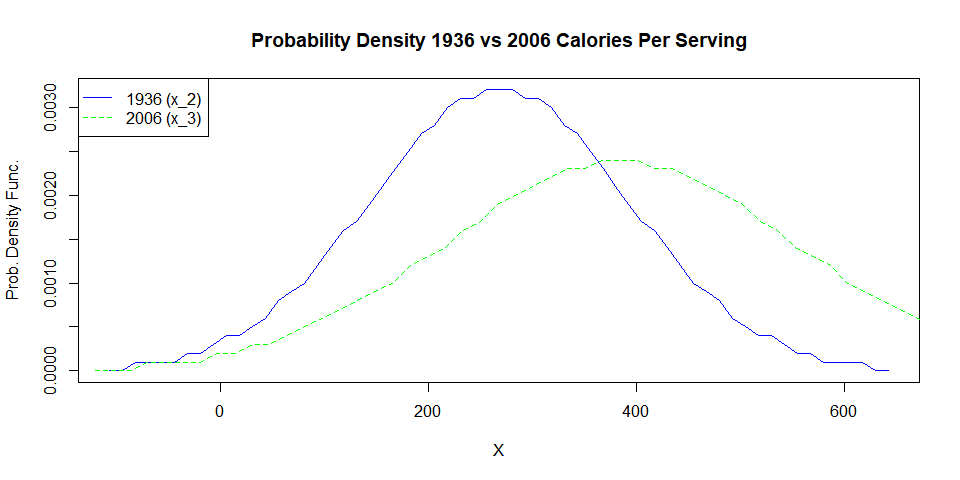 Probability Density 1936 vs 2006 Calories Per Serving
1936 (x_2)
2006 (x_3)
Prob. Density Func.
0.0030
0.0020
0.0010
0.0000
0 200 400 600
X